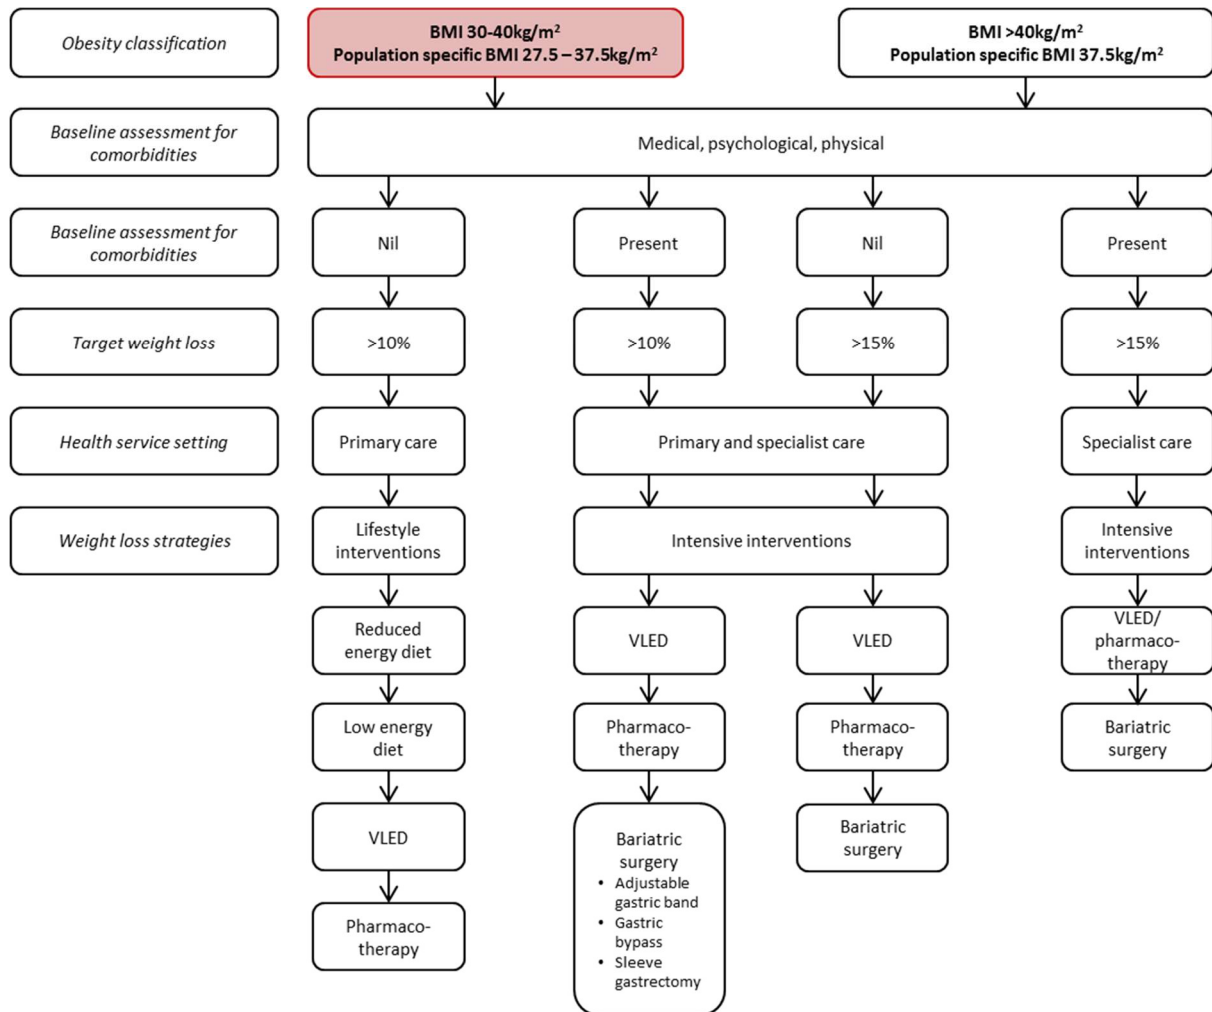 Obesity classification
BMI 30-40kg/m²
Population specific BMI 27.5 – 37.5kg/m²
BMI >40kg/m²
Population specific BMI 37.5kg/m²
Baseline assessment for
comorbidities
Medical, psychological, physical
Baseline assessment for
comorbidities
Nil
Present
Nil
Present
Target weight loss
>10%
>10%
>15%
>15%
Health service setting
Primary care
Primary and specialist care
Specialist care
Weight loss strategies
Lifestyle
interventions
Intensive interventions
Intensive
interventions
Reduced
energy diet
VLED
VLED
VLED/
pharmaco-
therapy
Low energy
diet
Pharmaco-
therapy
Pharmaco-
therapy
Bariatric
surgery
VLED
Bariatric
surgery
• Adjustable
gastric band
• Gastric
bypass
• Sleeve
gastrectomy
Bariatric
surgery
Pharmaco-
therapy